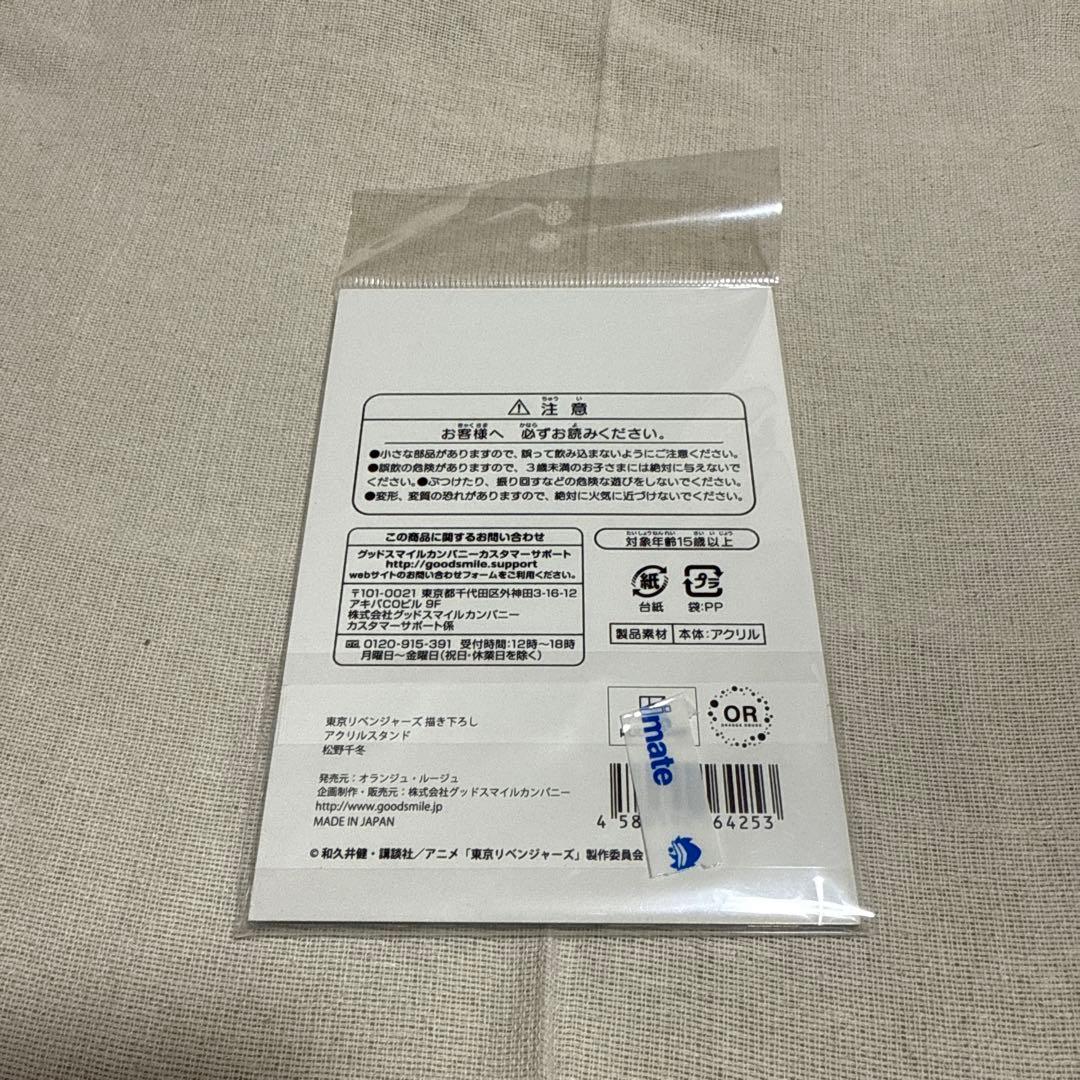 注意
お客様へ 必ずお読みください。
●小さな部品がありますので、誤って飲み込まないようにご注意ください。
●誤飲の危険がありますので、3歳未満のお子さまには絶対に与えないで
ください。●ぶつけたり、振り回すなどの危険な遊びをしないでください。
●変形、変質の恐れがありますので、絶対に火気に近づけないでください。
この商品に関するお問い合わせ
グッドスマイルカンパニーカスタマーサポート
http://goodsmile.support
webサイトのお問い合わせフォームをご利用ください。
〒101-0021 東京都千代田区外神田3-16-12
アキバCOビル 9F
株式会社グッドスマイルカンパニー
カスタマーサポート係
0120-915-391 受付時間:12時〜18時
月曜日〜金曜日(祝日・休業日を除く)
対象年齢15歳以上
紙 プラ
台紙 袋:PP
製品素材 本体:アクリル
OR
ORANGE ROUGE
imate
東京リベンジャーズ 描き下ろし
アクリルスタンド
松野千冬
発売元:オランジュ・ルージュ
企画制作・販売元:株式会社グッドスマイルカンパニー
http://www.goodsmile.jp
MADE IN JAPAN
4 58 64253
© 和久井健・講談社/アニメ「東京リベンジャーズ」製作委員会